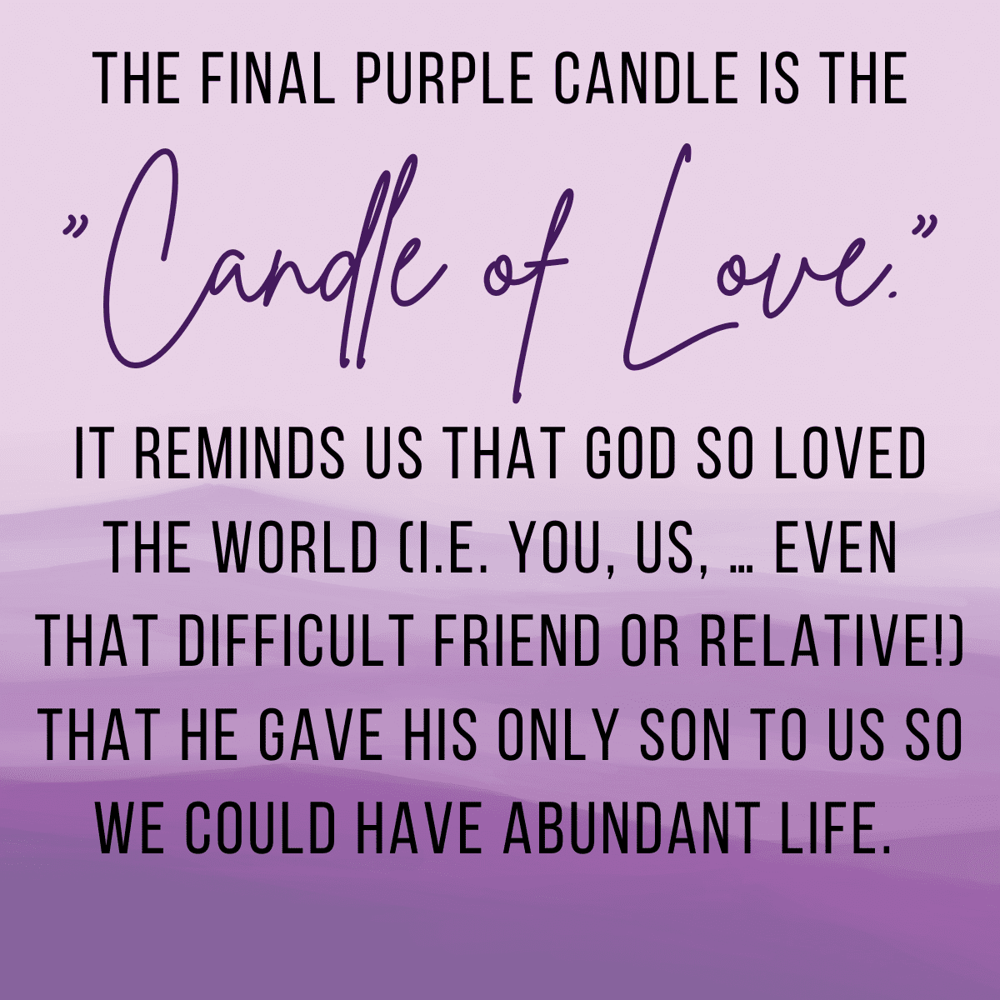 THE FINAL PURPLE CANDLE IS THE
”Candle of Love.”
IT REMINDS US THAT GOD SO LOVED
THE WORLD (I.E. YOU, US, … EVEN
THAT DIFFICULT FRIEND OR RELATIVE!)
THAT HE GAVE HIS ONLY SON TO US SO
WE COULD HAVE ABUNDANT LIFE.